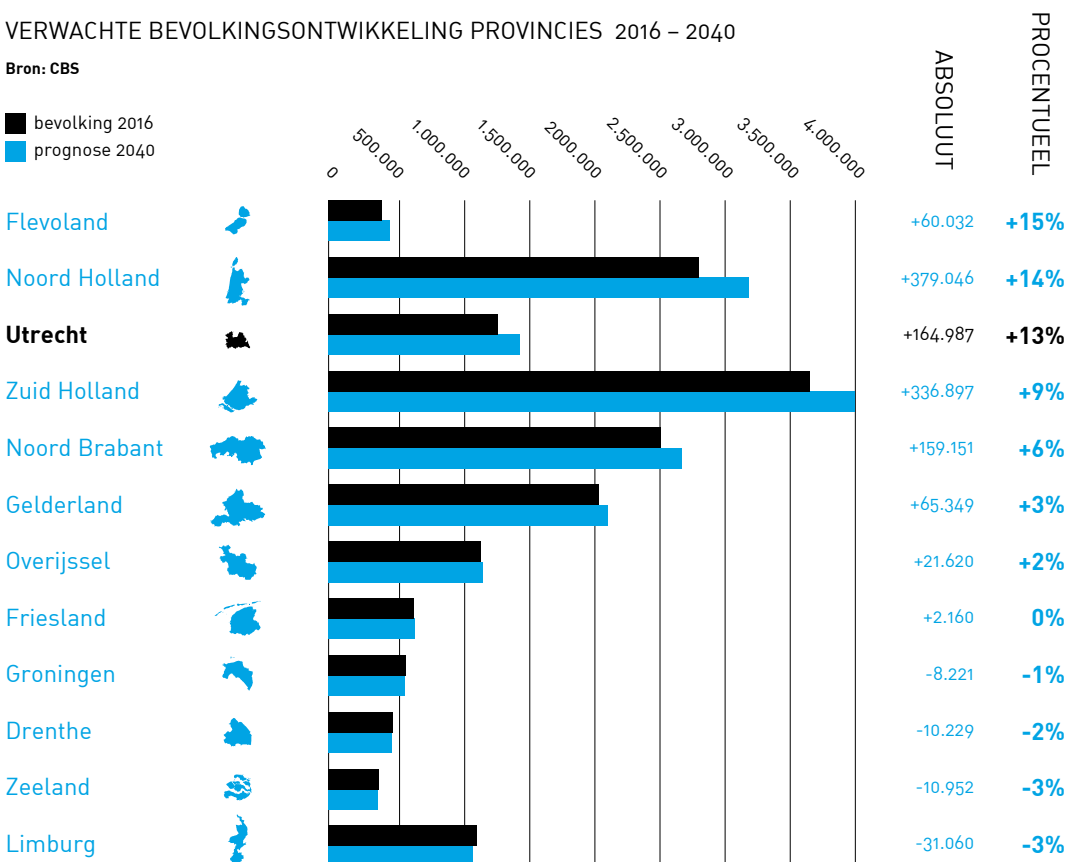 VERWACHTE BEVOLKINGSONTWIKKELING PROVINCIES 2016 – 2040
Bron: CBS
bevolking 2016
prognose 2040
0
500.000
1.000.000
1.500.000
2.000.000
2.500.000
3.000.000
3.500.000
4.000.000
ABSOLUUT
PROCENTUEEL
Flevoland +60.032 +15%
Noord Holland +379.046 +14%
Utrecht +164.987 +13%
Zuid Holland +336.897 +9%
Noord Brabant +159.151 +6%
Gelderland +65.349 +3%
Overijssel +21.620 +2%
Friesland +2.160 0%
Groningen -8.221 -1%
Drenthe -10.229 -2%
Zeeland -10.952 -3%
Limburg -31.060 -3%